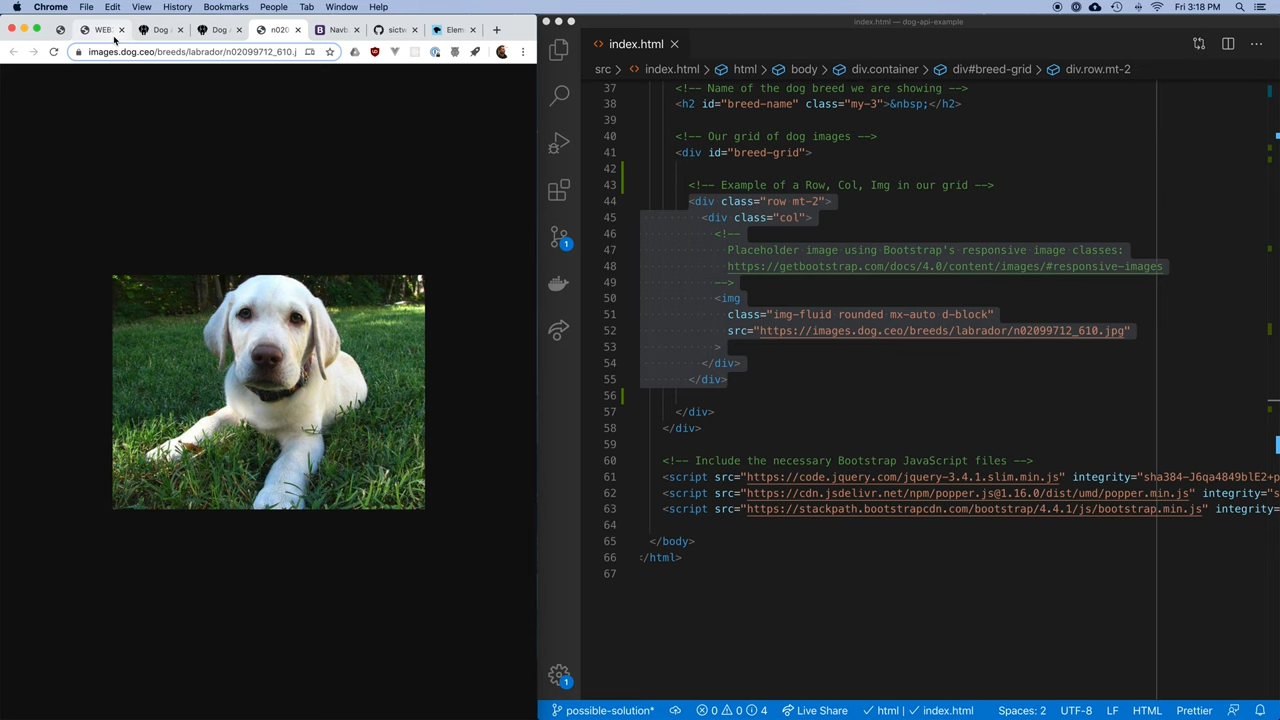 Chrome File Edit View History Bookmarks People Tab Window Help
Fri 3:18 PM
WEB Dog Dog n020 Navb sictw Elem
images.dog.ceo/breeds/labrador/n02099712_610.j
index.html — dog-api-example
index.html
src > index.html > html > body > div.container > div#breed-grid > div.row.mt-2
37 <!-- Name of the dog breed we are showing -->
38 <h2 id="breed-name" class="my-3">&nbsp;</h2>
39
40 <!-- Our grid of dog images -->
41 <div id="breed-grid">
42
43 <!-- Example of a Row, Col, Img in our grid -->
44 <div class="row mt-2">
45 <div class="col">
46 <!--
47 Placeholder image using Bootstrap's responsive image classes:
48 https://getbootstrap.com/docs/4.0/content/images/#responsive-images
49 -->
50 <img
51 class="img-fluid rounded mx-auto d-block"
52 src="https://images.dog.ceo/breeds/labrador/n02099712_610.jpg"
53 >
54 </div>
55 </div>
56
57 </div>
58 </div>
59
60 <!-- Include the necessary Bootstrap JavaScript files -->
61 <script src="https://code.jquery.com/jquery-3.4.1.slim.min.js" integrity="sha384-J6qa4849blE2+p
62 <script src="https://cdn.jsdelivr.net/npm/popper.js@1.16.0/dist/umd/popper.min.js" integrity="s
63 <script src="https://stackpath.bootstrapcdn.com/bootstrap/4.4.1/js/bootstrap.min.js" integrity=
64
65 </body>
66 </html>
67
1
1
possible-solution* 0 0 4 Live Share html | index.html Spaces: 2 UTF-8 LF HTML Prettier